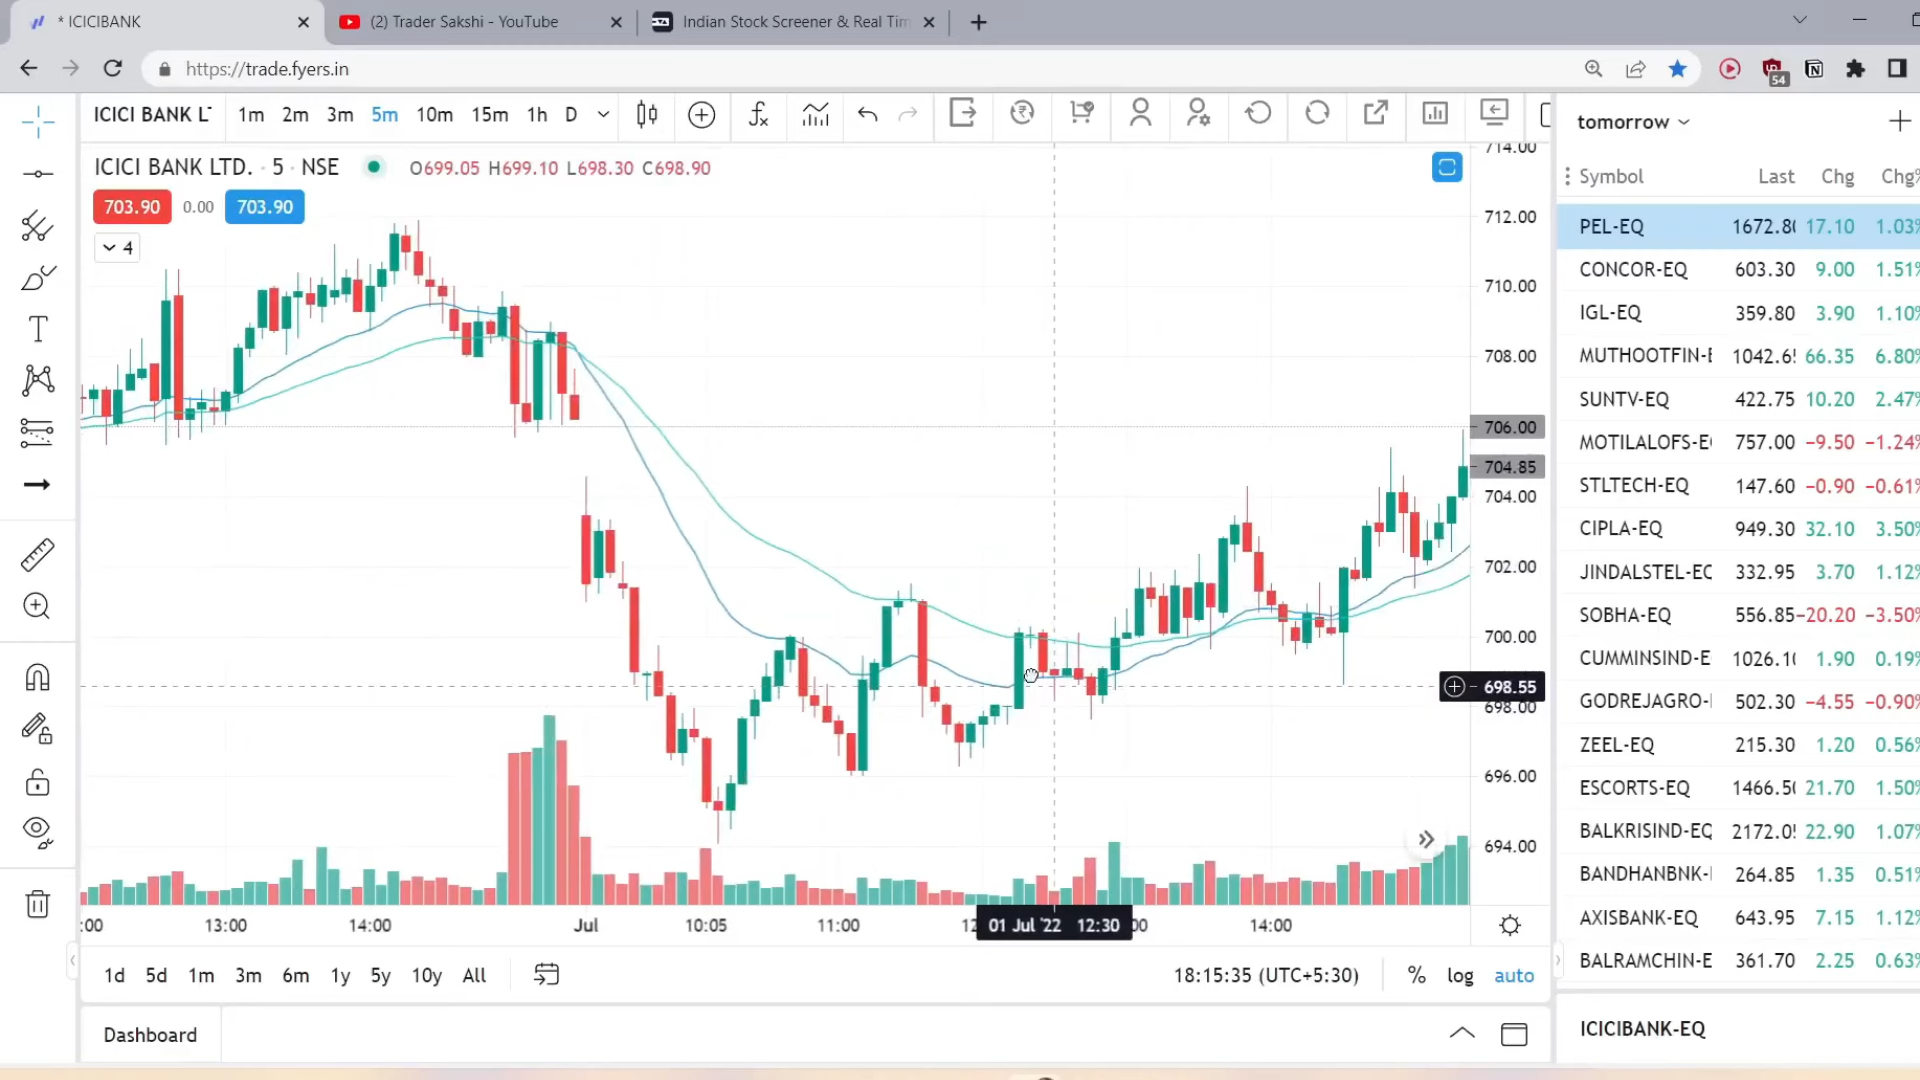 * ICICIBANK
(2) Trader Sakshi - YouTube
Indian Stock Screener & Real Tim
https://trade.fyers.in
54
ICICI BANK L
1m 2m 3m 5m 10m 15m 1h D
tomorrow
ICICI BANK LTD. · 5 · NSE
O699.05 H699.10 L698.30 C698.90
703.90 0.00 703.90
4
Symbol Last Chg Chg%
PEL-EQ 1672.80 17.10 1.03%
CONCOR-EQ 603.30 9.00 1.51%
IGL-EQ 359.80 3.90 1.10%
MUTHOOTFIN-E 1042.65 66.35 6.80%
SUNTV-EQ 422.75 10.20 2.47%
MOTILALOFS-E 757.00 −9.50 −1.24%
STLTECH-EQ 147.60 −0.90 −0.61%
CIPLA-EQ 949.30 32.10 3.50%
JINDALSTEL-EQ 332.95 3.70 1.12%
SOBHA-EQ 556.85 −20.20 −3.50%
CUMMINSIND-E 1026.10 1.90 0.19%
GODREJAGRO- 502.30 −4.55 −0.90%
ZEEL-EQ 215.30 1.20 0.56%
ESCORTS-EQ 1466.50 21.70 1.50%
BALKRISIND-EQ 2172.05 22.90 1.07%
BANDHANBNK- 264.85 1.35 0.51%
AXISBANK-EQ 643.95 7.15 1.12%
BALRAMCHIN-E 361.70 2.25 0.63%
714.00
712.00
710.00
708.00
706.00
704.85
704.00
702.00
700.00
698.55
698.00
696.00
694.00
:00 13:00 14:00 Jul 10:05 11:00 12 01 Jul '22 12:30 00 14:00
1d 5d 1m 3m 6m 1y 5y 10y All
18:15:35 (UTC+5:30) % log auto
Dashboard
ICICIBANK-EQ